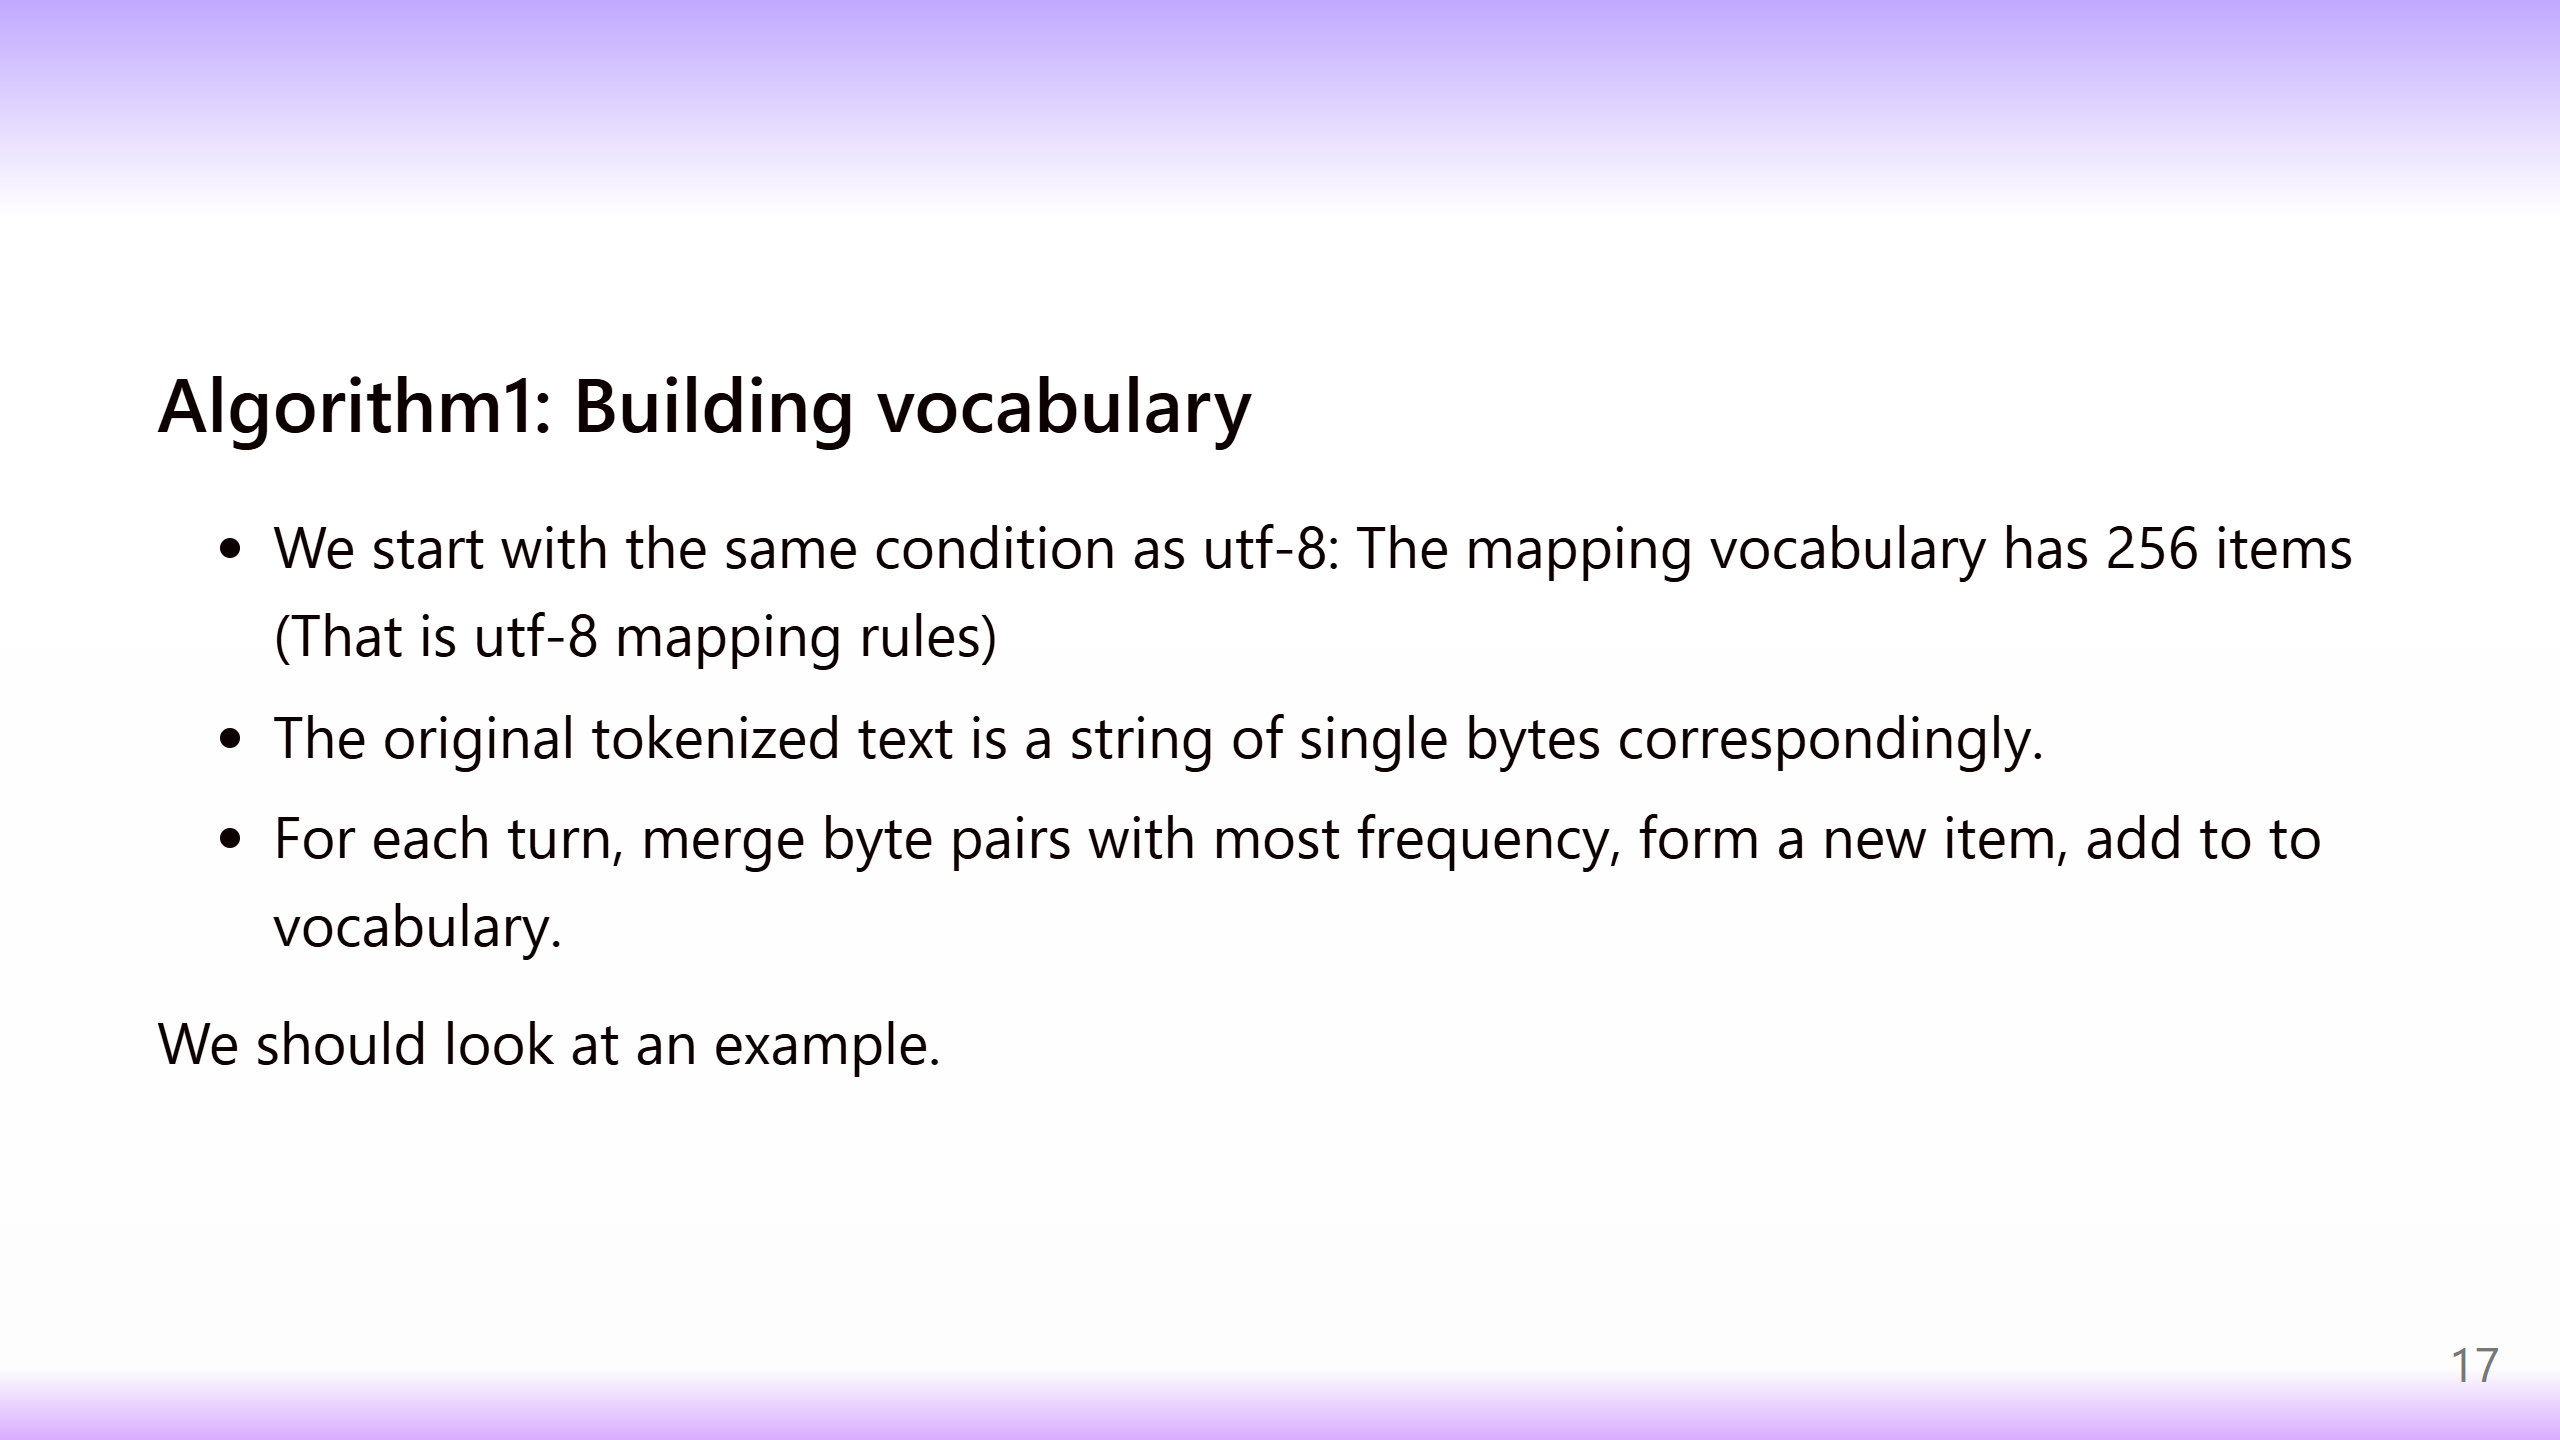 Algorithm1: Building vocabulary
• We start with the same condition as utf-8: The mapping vocabulary has 256 items
(That is utf-8 mapping rules)
• The original tokenized text is a string of single bytes correspondingly.
• For each turn, merge byte pairs with most frequency, form a new item, add to to
vocabulary.
We should look at an example.
17